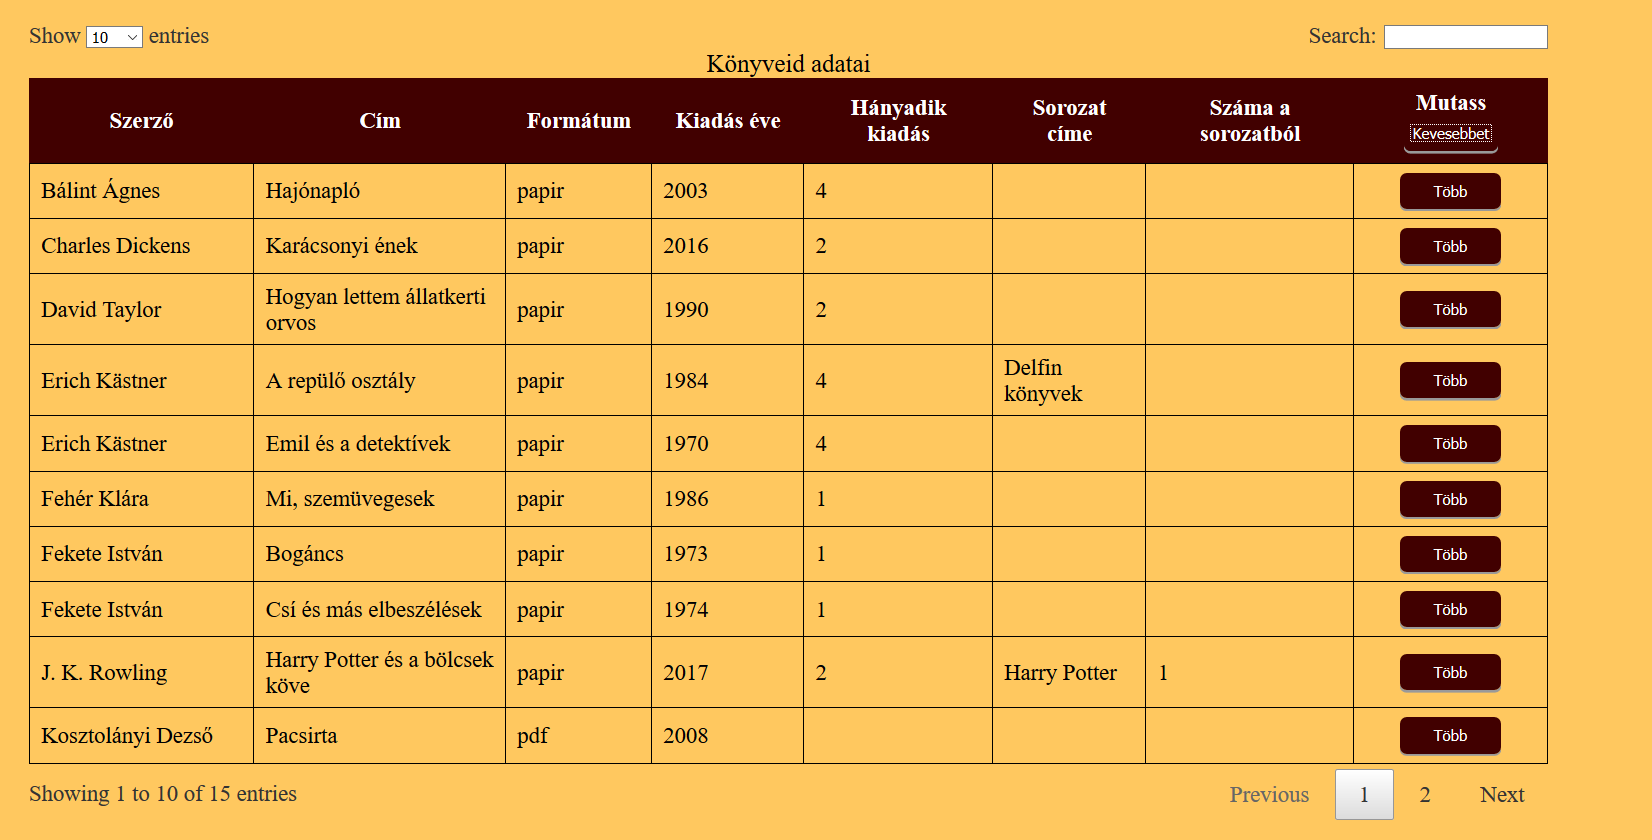 Show 10 entries Search:
Könyveid adatai
Szerző Cím Formátum Kiadás éve Hányadik kiadás Sorozat címe Száma a sorozatból Mutass Kevesebbet
Bálint Ágnes Hajónapló papir 2003 4 Több
Charles Dickens Karácsonyi ének papir 2016 2 Több
David Taylor Hogyan lettem állatkerti orvos papir 1990 2 Több
Erich Kästner A repülő osztály papir 1984 4 Delfin könyvek Több
Erich Kästner Emil és a detektívek papir 1970 4 Több
Fehér Klára Mi, szemüvegesek papir 1986 1 Több
Fekete István Bogáncs papir 1973 1 Több
Fekete István Csí és más elbeszélések papir 1974 1 Több
J. K. Rowling Harry Potter és a bölcsek köve papir 2017 2 Harry Potter 1 Több
Kosztolányi Dezső Pacsirta pdf 2008 Több
Showing 1 to 10 of 15 entries Previous 1 2 Next